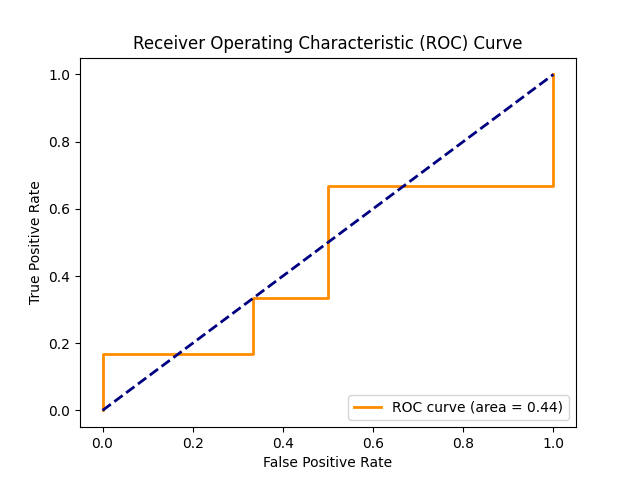 Receiver Operating Characteristic (ROC) Curve
1.0
0.8
0.6
0.4
0.2
0.0
True Positive Rate
ROC curve (area = 0.44)
0.0 0.2 0.4 0.6 0.8 1.0
False Positive Rate